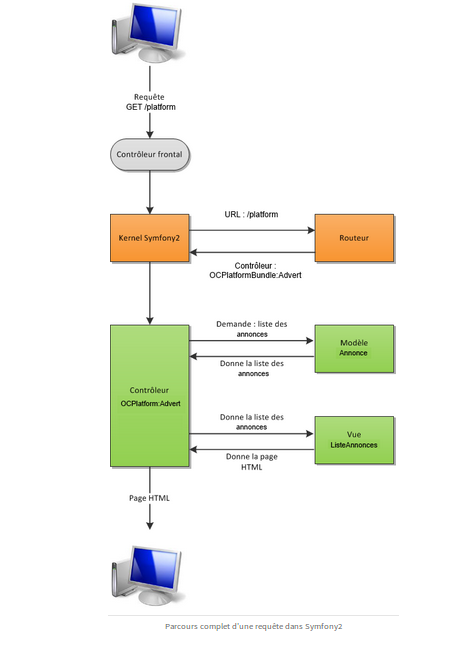 Requête
GET /platform
Contrôleur frontal
URL : /platform
Kernel Symfony2
Routeur
Contrôleur :
OCPlatformBundle:Advert
Demande : liste des
annonces
Modèle
Annonce
Donne la liste des
annonces
Contrôleur
OCPlatform:Advert
Donne la liste des
annonces
Vue
ListeAnnonces
Donne la page
HTML
Page HTML
Parcours complet d'une requête dans Symfony2